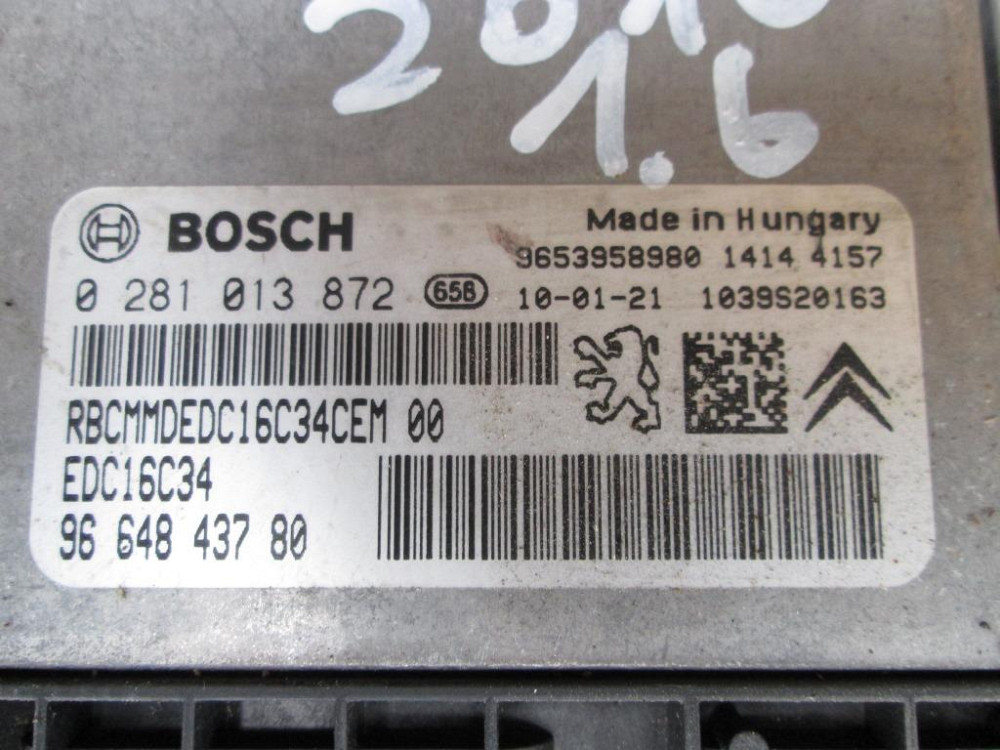 2010
1.6
BOSCH
Made in Hungary
9653958980 1414 4157
0 281 013 872 658 10-01-21 1039S20163
RBCMMDEDC16C34CEM 00
EDC16C34
96 648 437 80